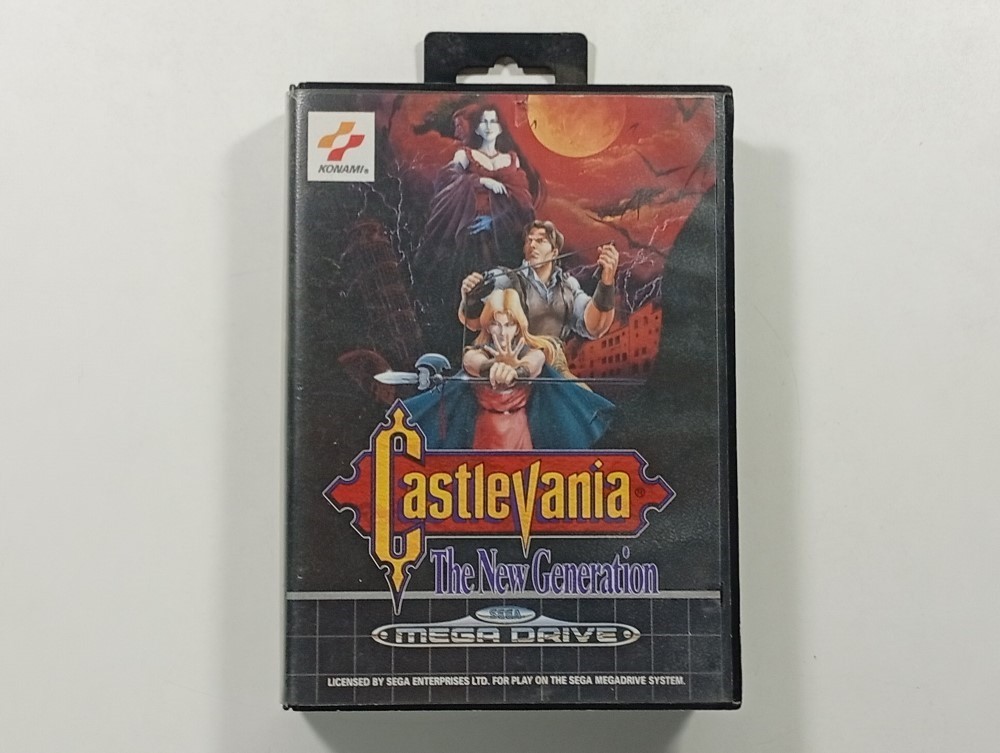 KONAMI®
Castlevania®
The New Generation
SEGA
MEGA DRIVE
LICENSED BY SEGA ENTERPRISES LTD. FOR PLAY ON THE SEGA MEGADRIVE SYSTEM.